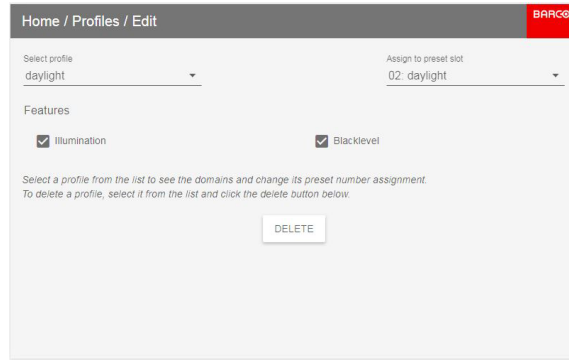 Home / Profiles / Edit
BARCO
Select profile
Assign to preset slot
daylight
02: daylight
Features
Illumination
Blacklevel
Select a profile from the list to see the domains and change its preset number assignment.
To delete a profile, select it from the list and click the delete button below.
DELETE